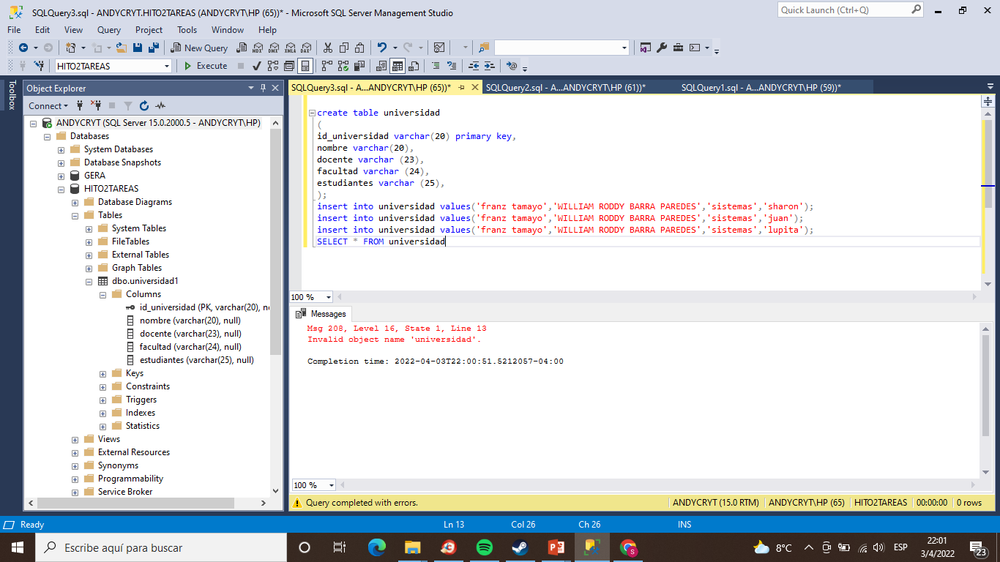 SQLQuery3.sql - ANDYCRYT.HITO2TAREAS (ANDYCRYT\HP (65))* - Microsoft SQL Server Management Studio
Quick Launch (Ctrl+Q)
File Edit View Query Project Tools Window Help
New Query MDX DMX XMLA DAX
HITO2TAREAS Execute
Toolbox
Object Explorer
Connect
ANDYCRYT (SQL Server 15.0.2000.5 - ANDYCRYT\HP)
Databases
System Databases
Database Snapshots
GERA
HITO2TAREAS
Database Diagrams
Tables
System Tables
FileTables
External Tables
Graph Tables
dbo.universidad1
Columns
id_universidad (PK, varchar(20), n
nombre (varchar(20), null)
docente (varchar(23), null)
facultad (varchar(24), null)
estudiantes (varchar(25), null)
Keys
Constraints
Triggers
Indexes
Statistics
Views
External Resources
Synonyms
Programmability
Service Broker
SQLQuery3.sql - A...ANDYCRYT\HP (65))* SQLQuery2.sql - A...ANDYCRYT\HP (61))* SQLQuery1.sql - A...ANDYCRYT\HP (59))*
create table universidad
(
id_universidad varchar(20) primary key,
nombre varchar(20),
docente varchar (23),
facultad varchar (24),
estudiantes varchar (25),
);
insert into universidad values('franz tamayo','WILLIAM RODDY BARRA PAREDES','sistemas','sharon');
insert into universidad values('franz tamayo','WILLIAM RODDY BARRA PAREDES','sistemas','juan');
insert into universidad values('franz tamayo','WILLIAM RODDY BARRA PAREDES','sistemas','lupita');
SELECT * FROM universidad
100 %
Messages
Msg 208, Level 16, State 1, Line 13
Invalid object name 'universidad'.
Completion time: 2022-04-03T22:00:51.5212057-04:00
100 %
Query completed with errors. ANDYCRYT (15.0 RTM) ANDYCRYT\HP (65) HITO2TAREAS 00:00:00 0 rows
Ready Ln 13 Col 26 Ch 26 INS
Escribe aquí para buscar
8°C ESP 22:01
3/4/2022
23